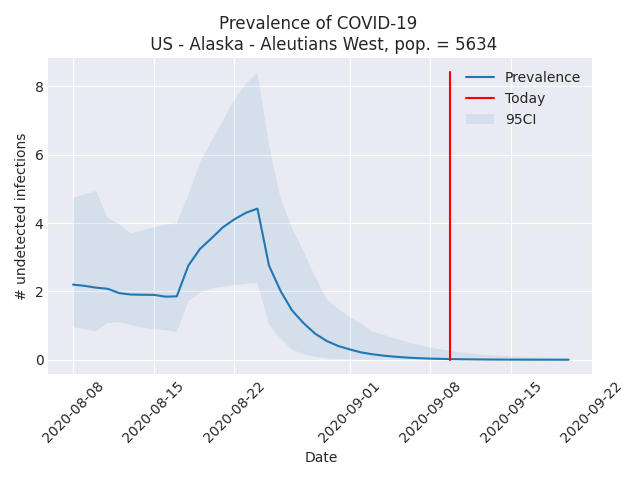 Prevalence of COVID-19
US - Alaska - Aleutians West, pop. = 5634
Prevalence
Today
95CI
# undetected infections
8
6
4
2
0
2020-08-08
2020-08-15
2020-08-22
2020-09-01
2020-09-08
2020-09-15
2020-09-22
Date